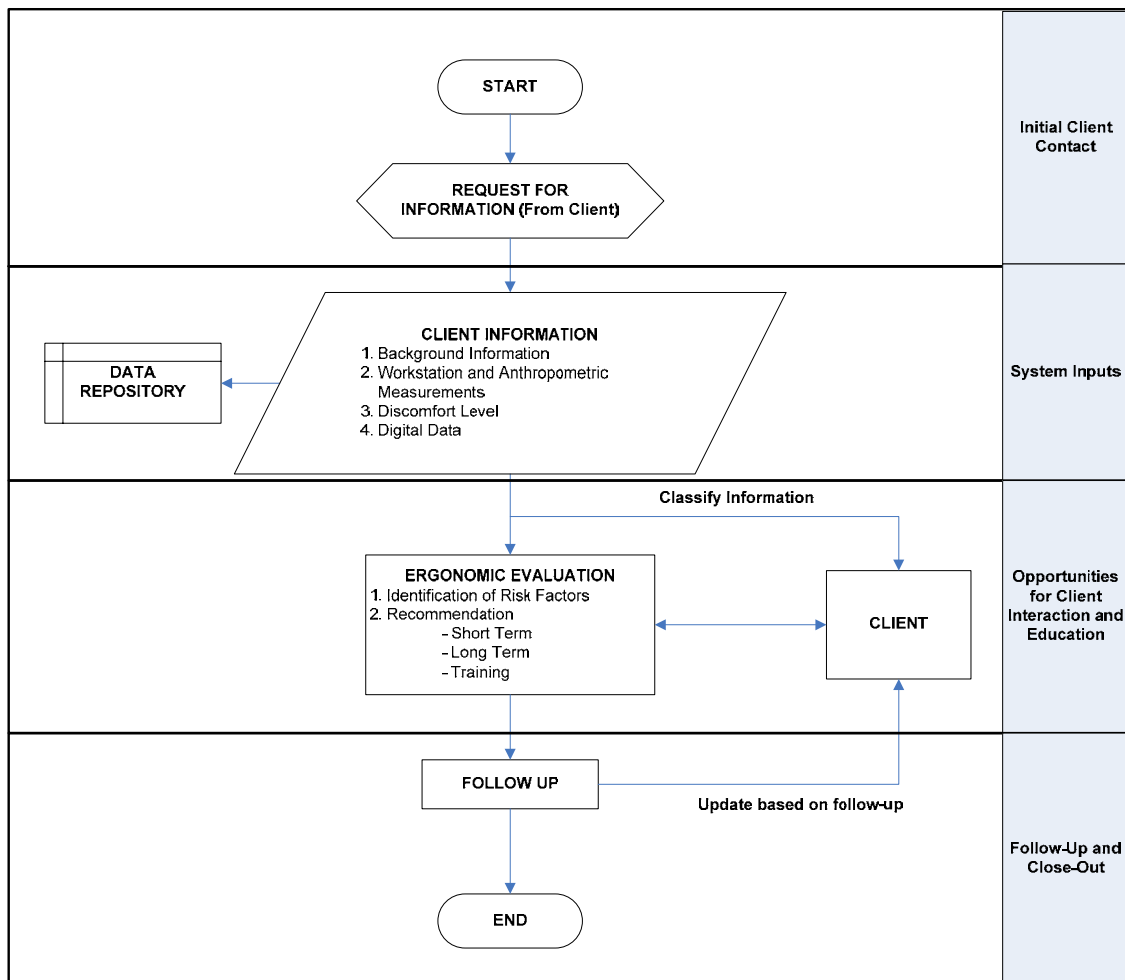 START
Initial Client
Contact
REQUEST FOR
INFORMATION (From Client)
CLIENT INFORMATION
1. Background Information
2. Workstation and Anthropometric
Measurements
3. Discomfort Level
4. Digital Data
DATA
REPOSITORY
System Inputs
Classify Information
ERGONOMIC EVALUATION
1. Identification of Risk Factors
2. Recommendation
- Short Term
- Long Term
- Training
CLIENT
Opportunities
for Client
Interaction and
Education
FOLLOW UP
Update based on follow-up
Follow-Up and
Close-Out
END